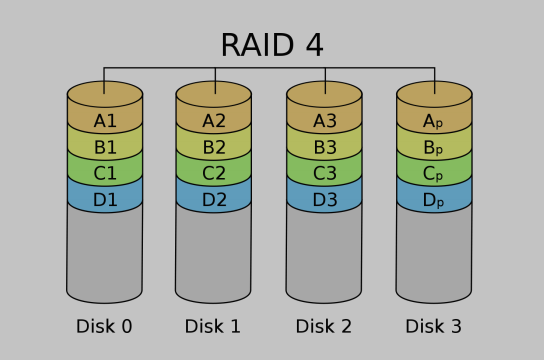 RAID 4
A1 A2 A3 Ap
B1 B2 B3 Bp
C1 C2 C3 Cp
D1 D2 D3 Dp
Disk 0 Disk 1 Disk 2 Disk 3